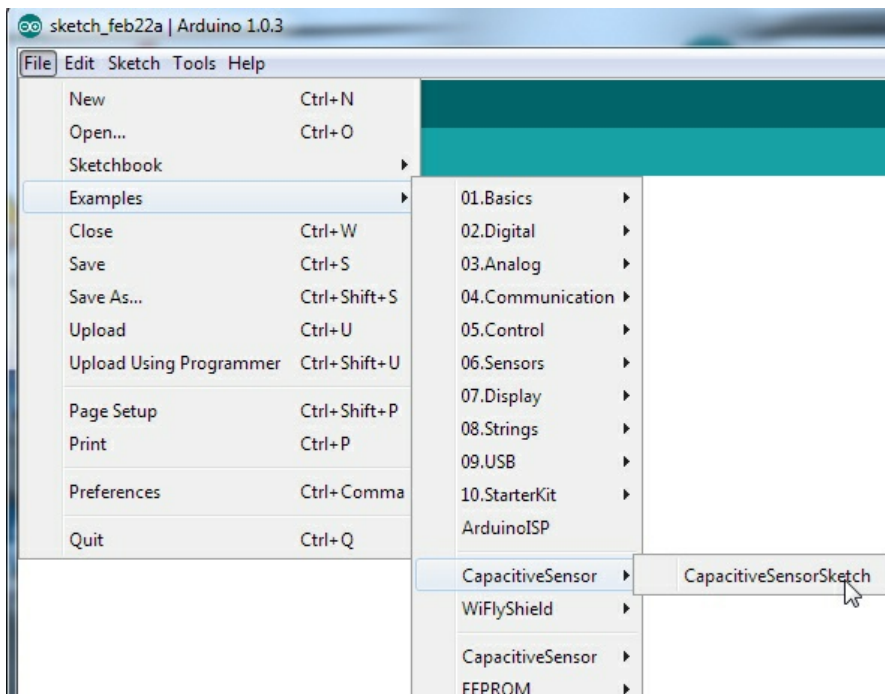 sketch_feb22a | Arduino 1.0.3
File Edit Sketch Tools Help
New Ctrl+N
Open... Ctrl+O
Sketchbook
Examples
Close Ctrl+W
Save Ctrl+S
Save As... Ctrl+Shift+S
Upload Ctrl+U
Upload Using Programmer Ctrl+Shift+U
Page Setup Ctrl+Shift+P
Print Ctrl+P
Preferences Ctrl+Comma
Quit Ctrl+Q
01.Basics
02.Digital
03.Analog
04.Communication
05.Control
06.Sensors
07.Display
08.Strings
09.USB
10.StarterKit
ArduinoISP
CapacitiveSensor
WiFlyShield
CapacitiveSensor
EEPROM
CapacitiveSensorSketch